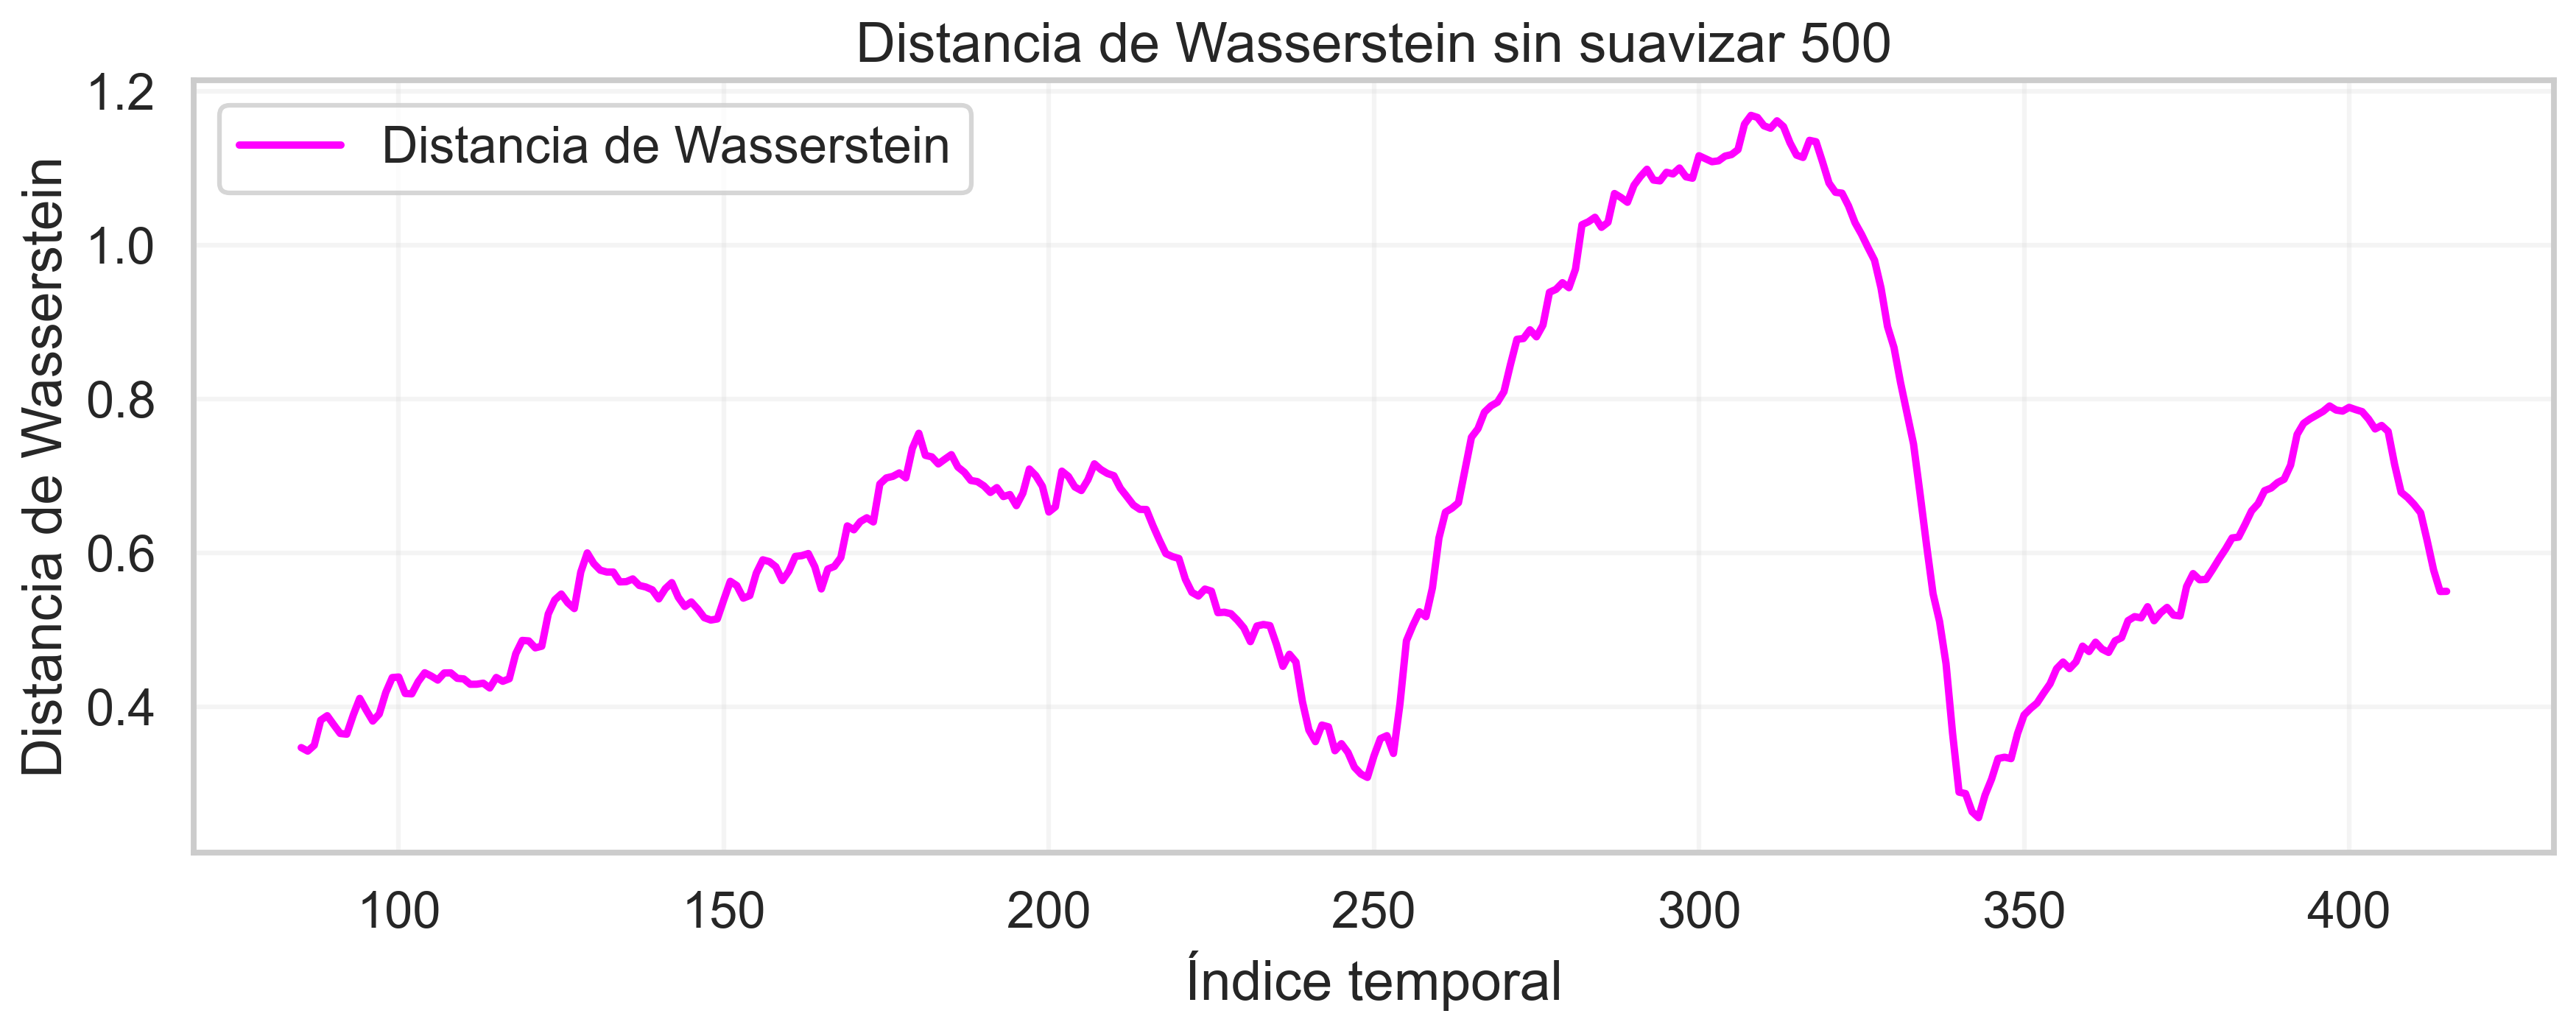 Distancia de Wasserstein sin suavizar 500
Distancia de Wasserstein
Distancia de Wasserstein
1.2
1.0
0.8
0.6
0.4
100 150 200 250 300 350 400
Índice temporal